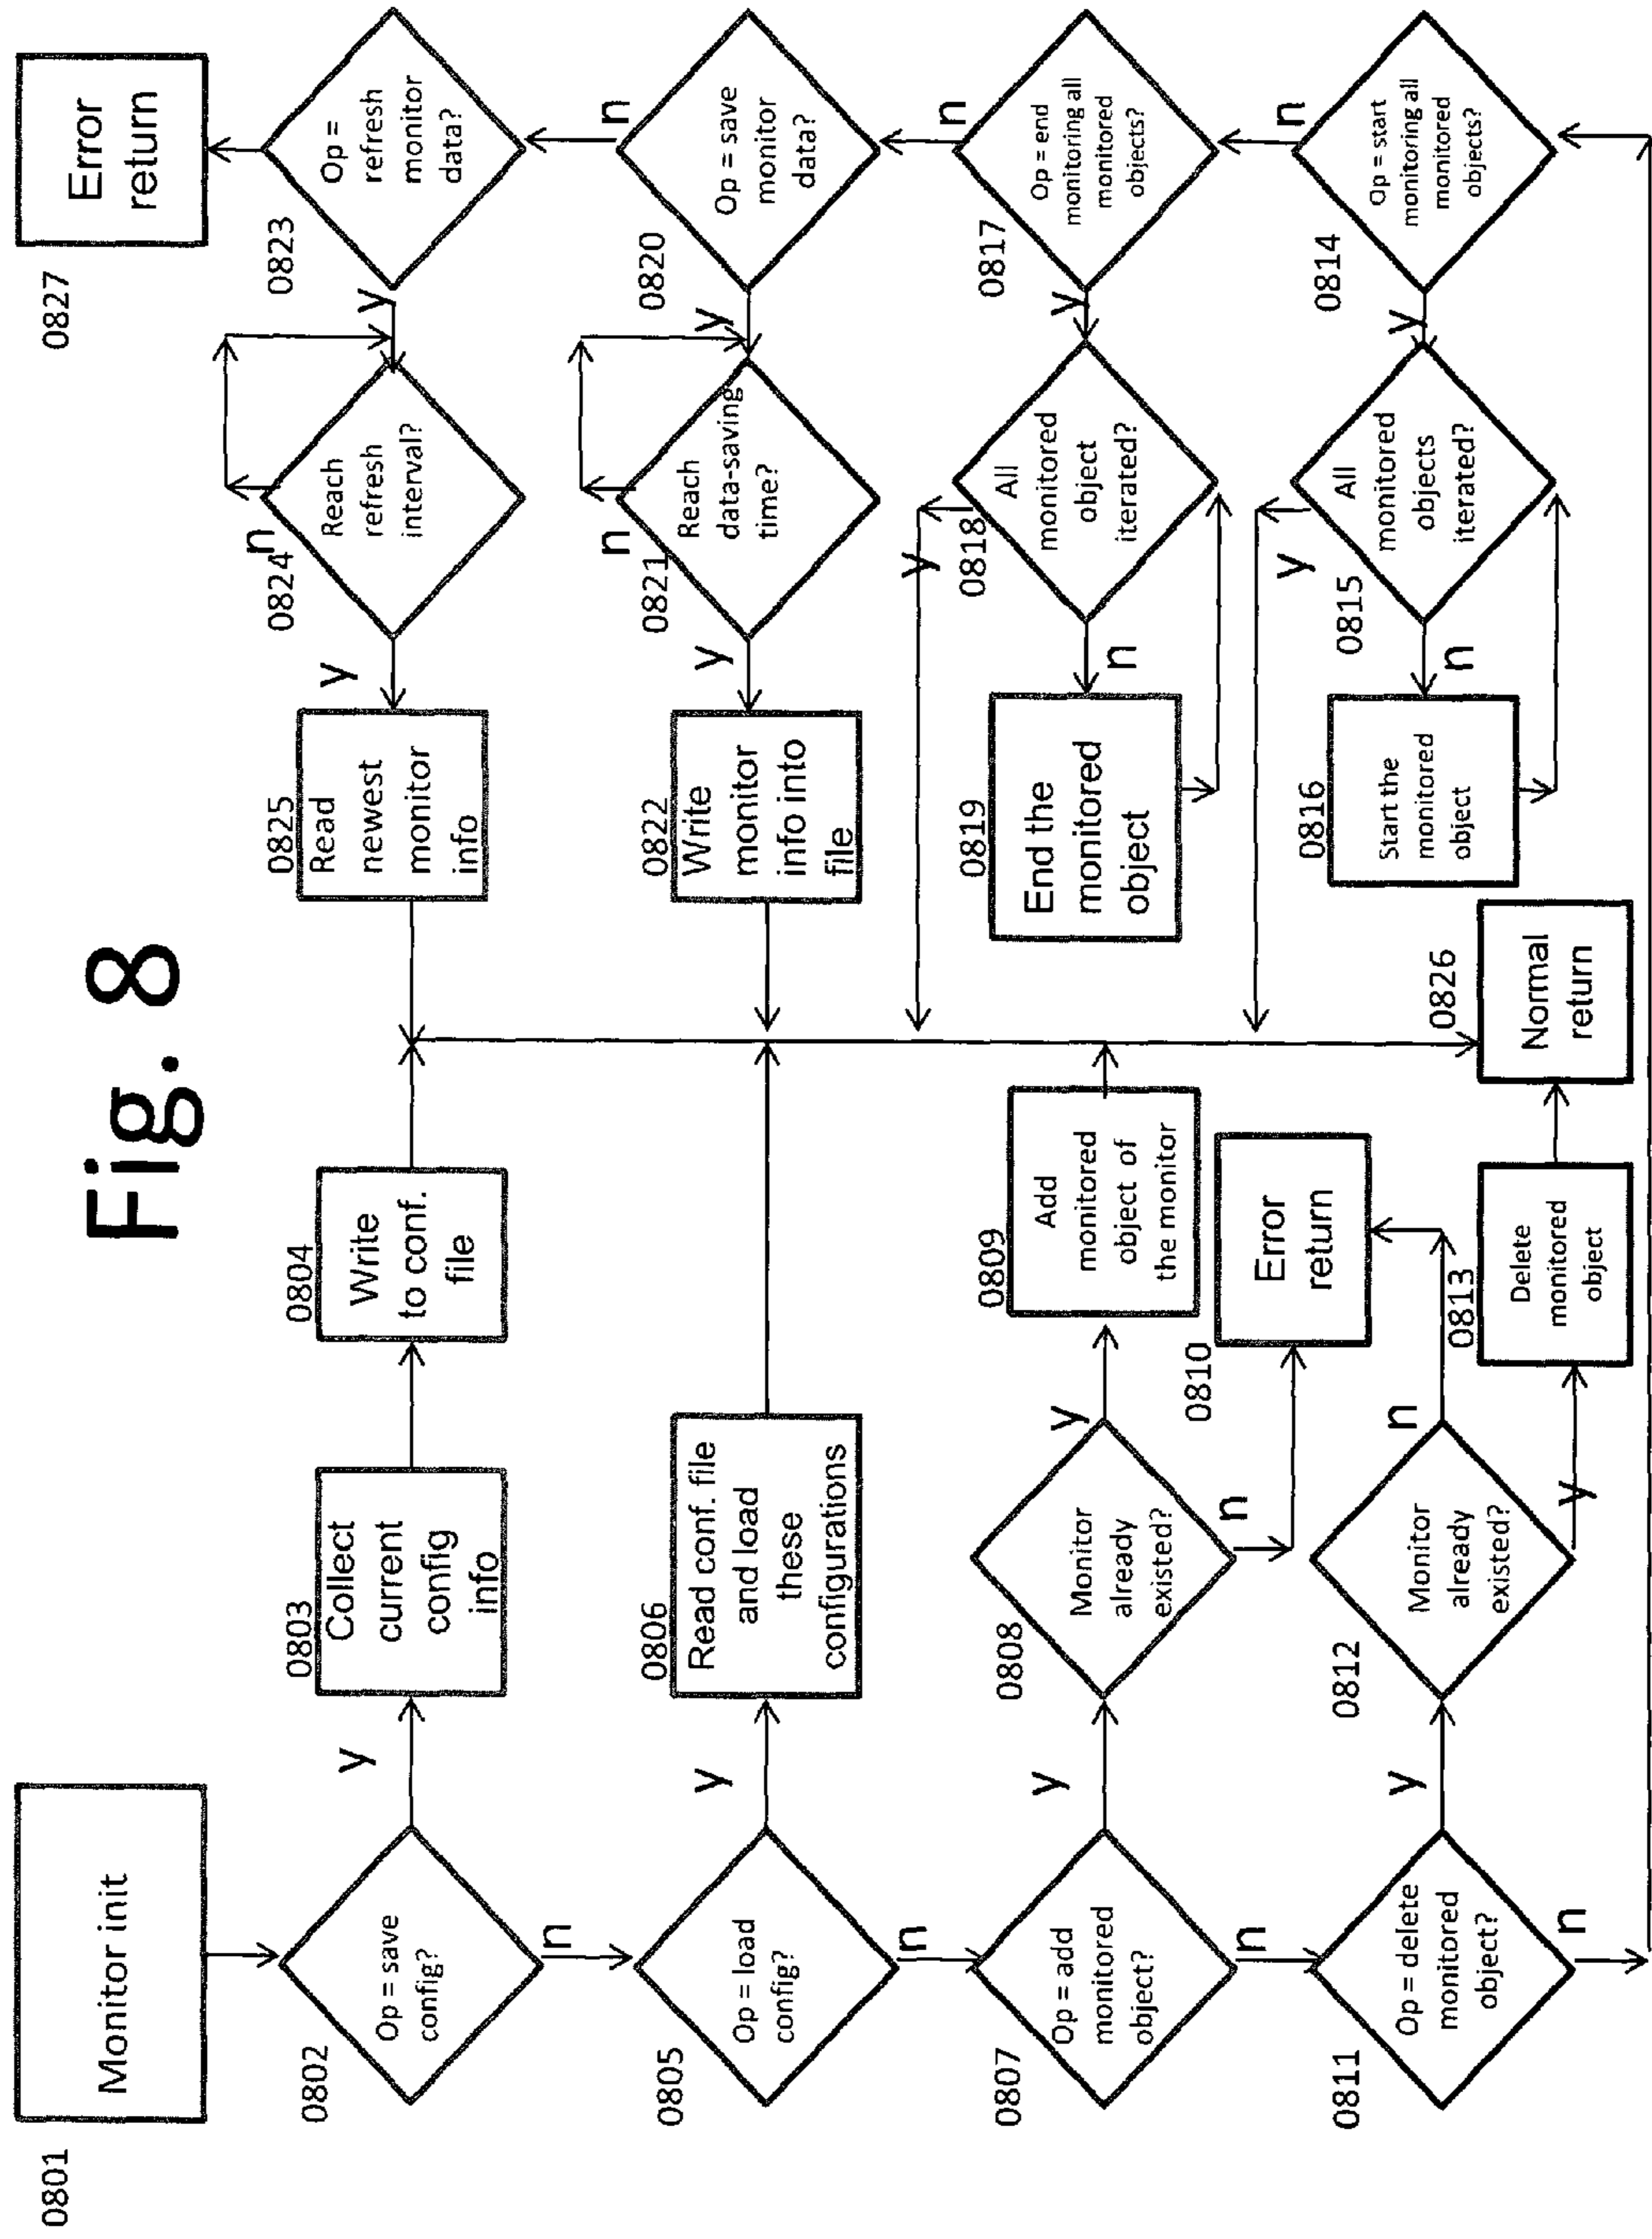 Fig. 8
0801
Monitor init
0802
Op = save
config?
y
n
0803
Collect
current
config
info
0804
Write
to conf.
file
0805
Op = load
config?
y
n
0806
Read conf. file
and load
these
configurations
0807
Op = add
monitored
object?
y
n
0808
Monitor
already
existed?
y
n
0809
Add
monitored
object of
the monitor
0810
Error
return
0811
Op = delete
monitored
object?
y
n
0812
Monitor
already
existed?
n
y
0813
Delete
monitored
object
0826
Normal
return
0814
Op = start
monitoring all
monitored
objects?
y
n
0815
All
monitored
objects
iterated?
y
n
0816
Start the
monitored
object
0817
Op = end
monitoring all
monitored
objects?
y
n
0818
All
monitored
object
iterated?
y
n
0819
End the
monitored
object
0820
Op = save
monitor
data?
y
n
0821
Reach
data-saving
time?
n
y
0822
Write
monitor
info into
file
0823
Op =
refresh
monitor
data?
y
0824
Reach
refresh
interval?
n
y
0825
Read
newest
monitor
info
0827
Error
return